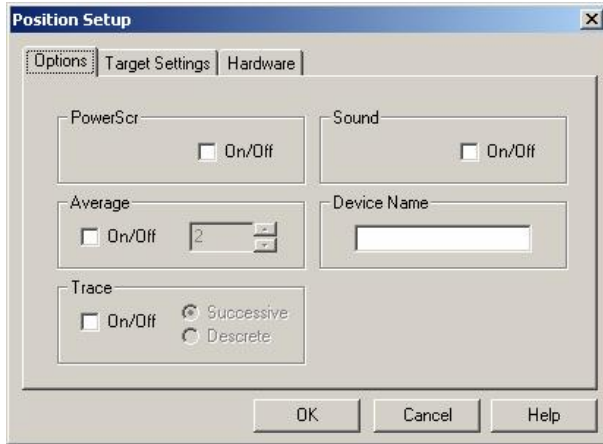 Position Setup
Options Target Settings Hardware
PowerScr
On/Off
Sound
On/Off
Average
On/Off 2
Device Name
Trace
On/Off Successive
Descrete
OK Cancel Help